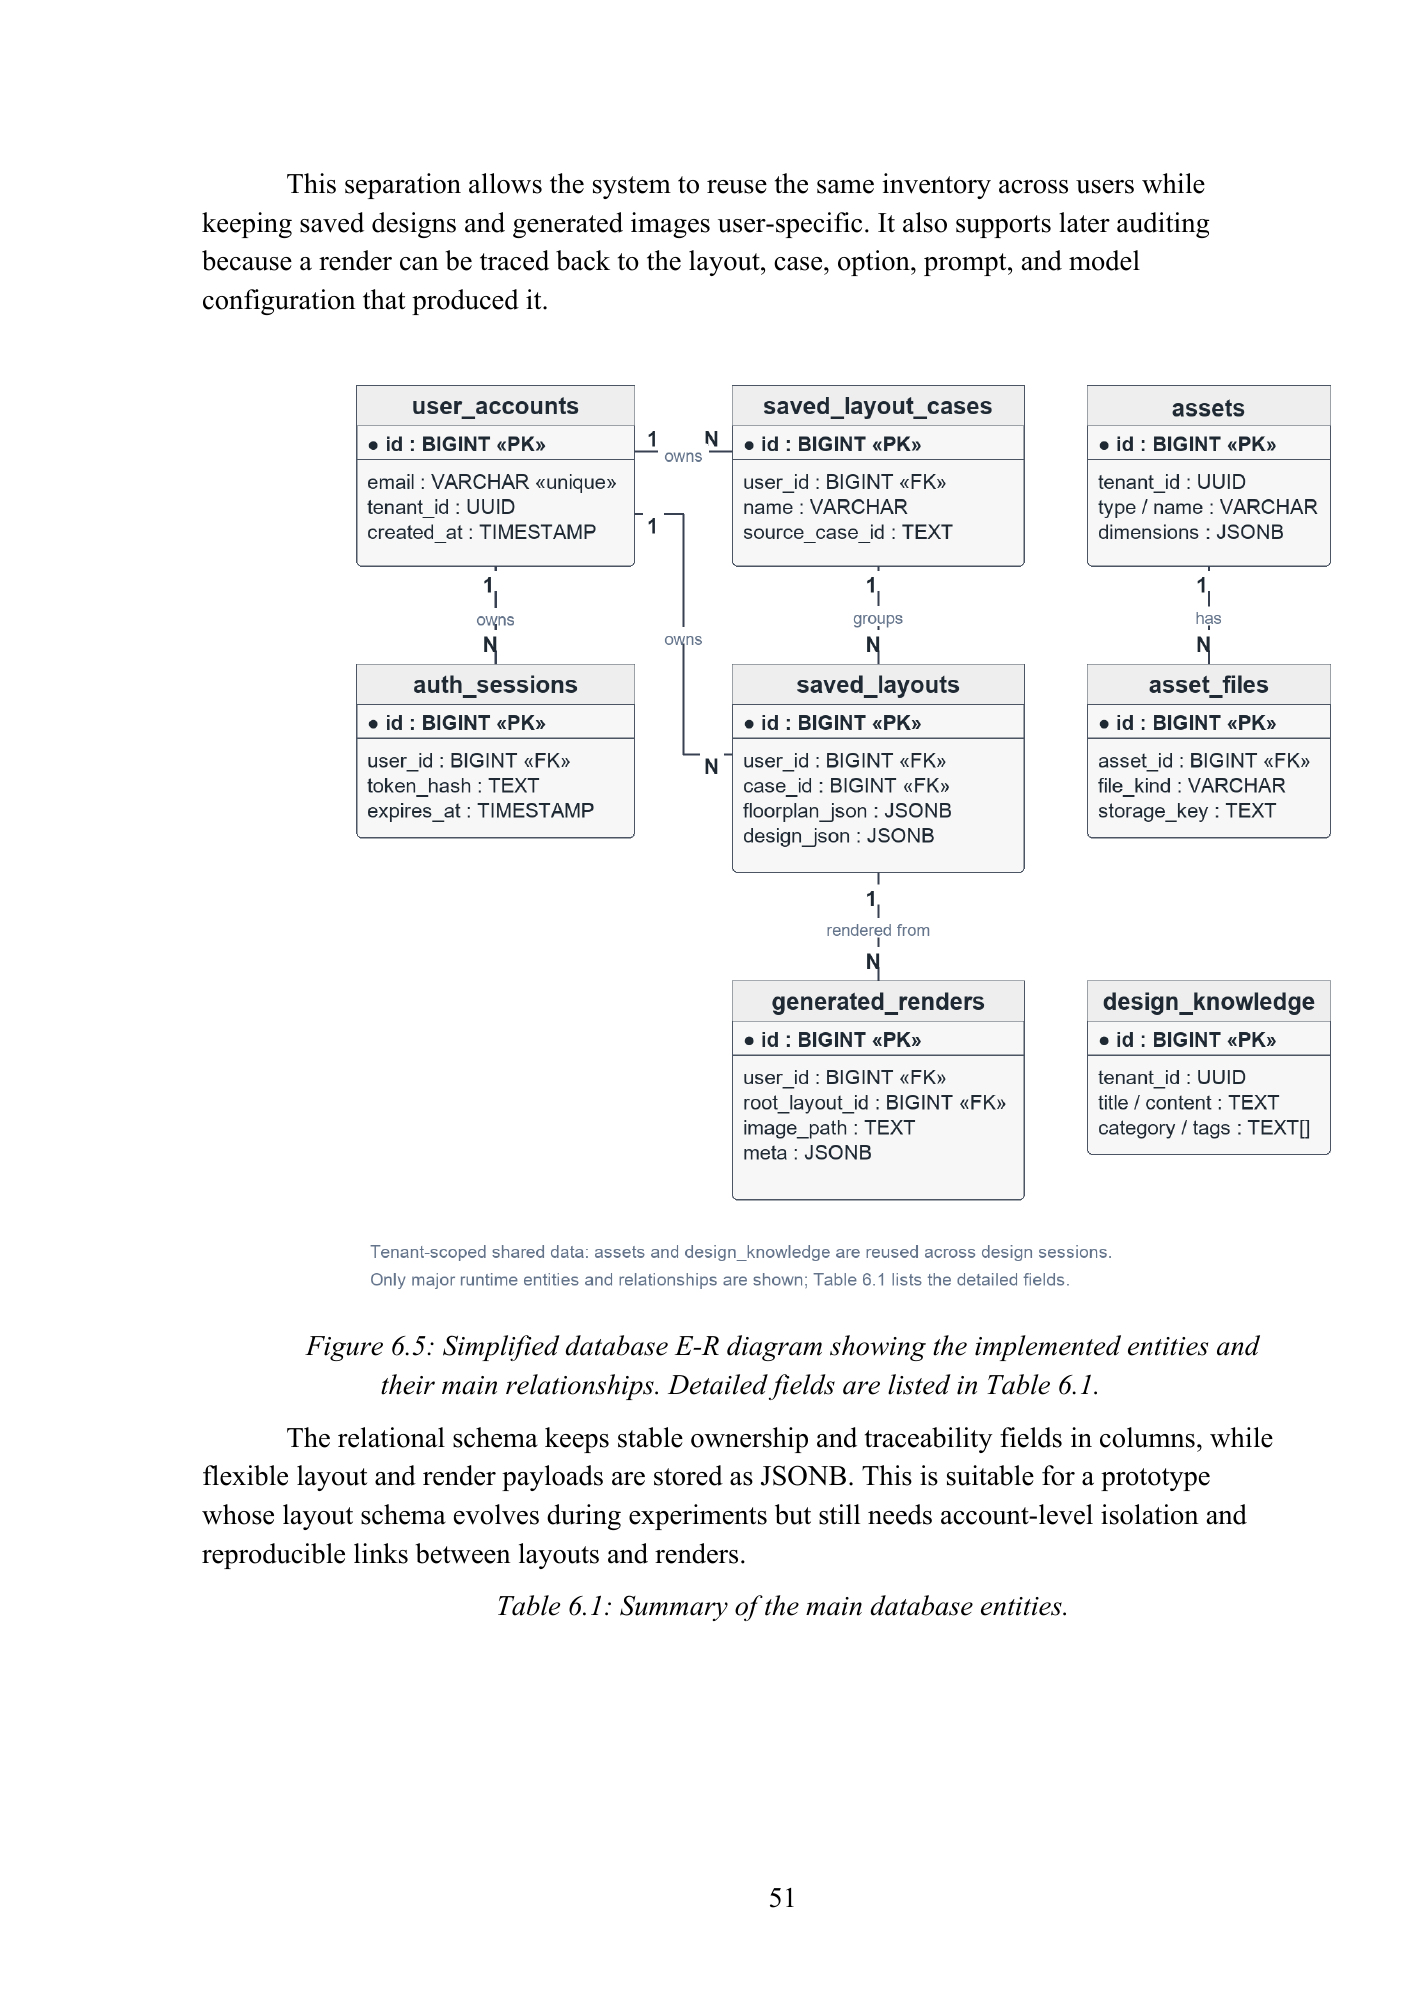 This separation allows the system to reuse the same inventory across users while
keeping saved designs and generated images user-specific. It also supports later auditing
because a render can be traced back to the layout, case, option, prompt, and model
configuration that produced it.
user_accounts
● id : BIGINT «PK»
email : VARCHAR «unique»
tenant_id : UUID
created_at : TIMESTAMP
1
owns
N
saved_layout_cases
● id : BIGINT «PK»
user_id : BIGINT «FK»
name : VARCHAR
source_case_id : TEXT
assets
● id : BIGINT «PK»
tenant_id : UUID
type / name : VARCHAR
dimensions : JSONB
1
owns
N
1
owns
N
1
groups
N
1
has
N
auth_sessions
● id : BIGINT «PK»
user_id : BIGINT «FK»
token_hash : TEXT
expires_at : TIMESTAMP
saved_layouts
● id : BIGINT «PK»
user_id : BIGINT «FK»
case_id : BIGINT «FK»
floorplan_json : JSONB
design_json : JSONB
asset_files
● id : BIGINT «PK»
asset_id : BIGINT «FK»
file_kind : VARCHAR
storage_key : TEXT
1
rendered from
N
generated_renders
● id : BIGINT «PK»
user_id : BIGINT «FK»
root_layout_id : BIGINT «FK»
image_path : TEXT
meta : JSONB
design_knowledge
● id : BIGINT «PK»
tenant_id : UUID
title / content : TEXT
category / tags : TEXT[]
Tenant-scoped shared data: assets and design_knowledge are reused across design sessions.
Only major runtime entities and relationships are shown; Table 6.1 lists the detailed fields.
Figure 6.5: Simplified database E-R diagram showing the implemented entities and
their main relationships. Detailed fields are listed in Table 6.1.
The relational schema keeps stable ownership and traceability fields in columns, while
flexible layout and render payloads are stored as JSONB. This is suitable for a prototype
whose layout schema evolves during experiments but still needs account-level isolation and
reproducible links between layouts and renders.
Table 6.1: Summary of the main database entities.
51